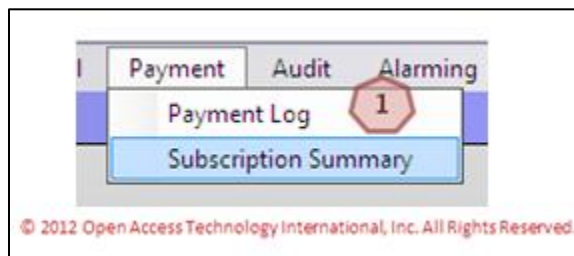 Payment Audit Alarming
Payment Log 1
Subscription Summary
© 2012 Open Access Technology International, Inc. All Rights Reserved.